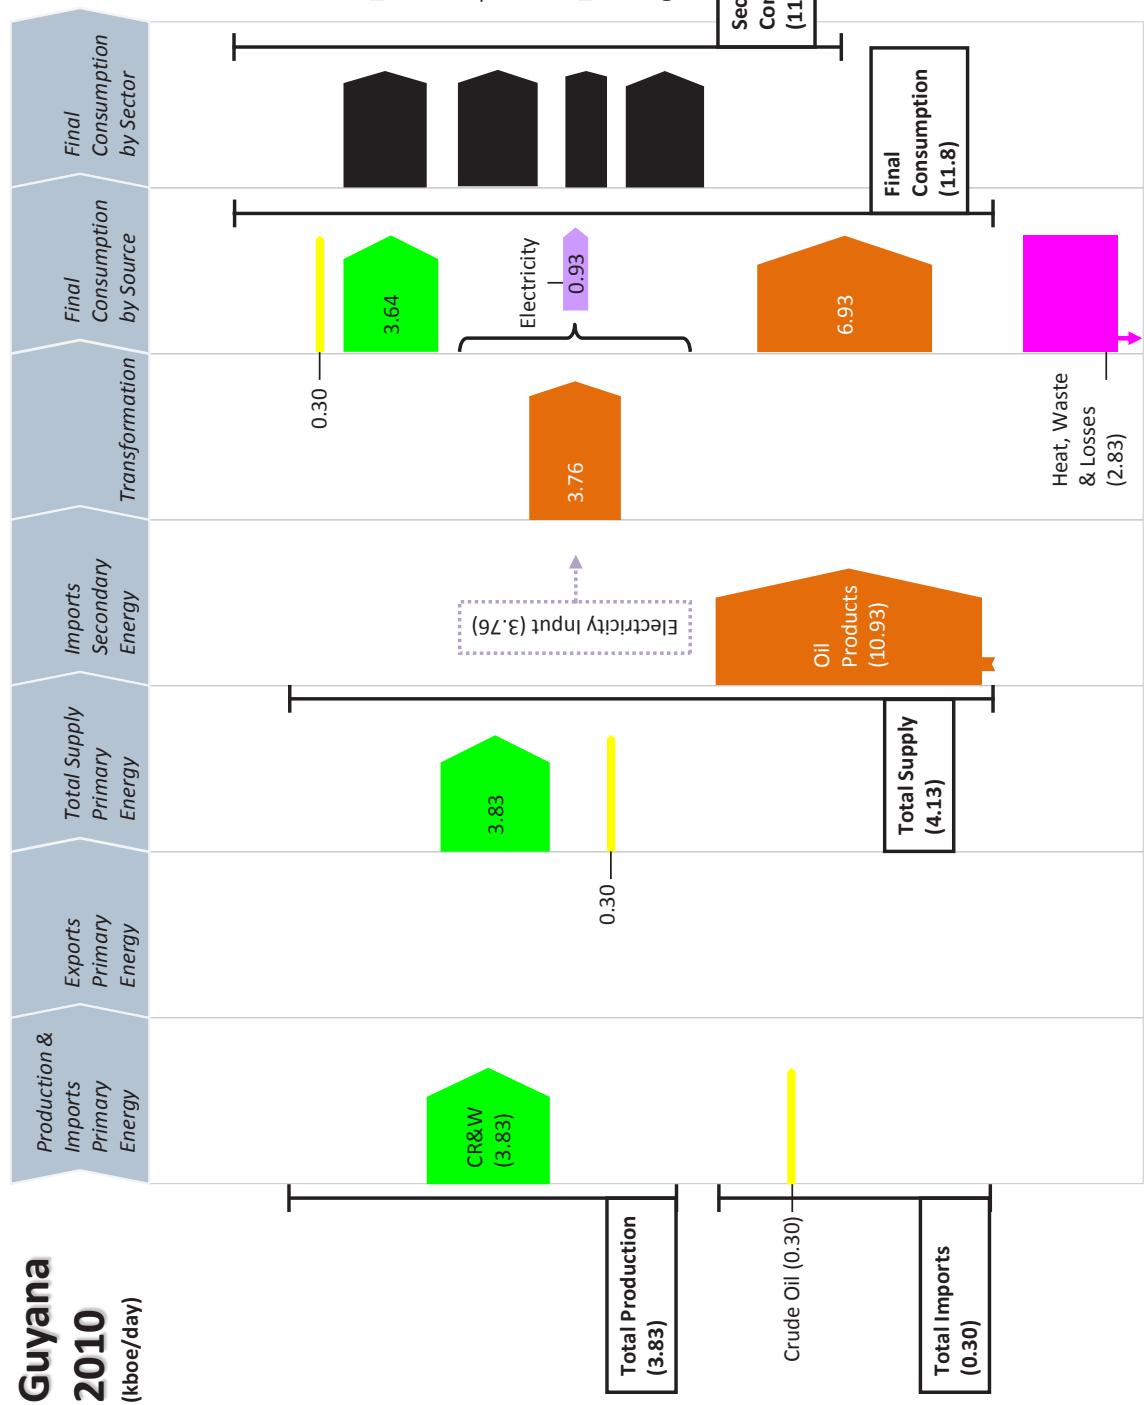 Guyana
2010
(kboe/day)
Production &
Imports
Primary
Energy
Exports
Primary
Energy
Total Supply
Primary
Energy
Imports
Secondary
Energy
Transformation
Final
Consumption
by Source
Final
Consumption
by Sector
CR&W
(3.83)
Total Production
(3.83)
Crude Oil (0.30)
Total Imports
(0.30)
3.83
0.30
Total Supply
(4.13)
Electricity Input (3.76)
Oil
Products
(10.93)
3.76
0.30
3.64
Electricity
0.93
6.93
Heat, Waste
& Losses
(2.83)
Final
Consumption
(11.8)